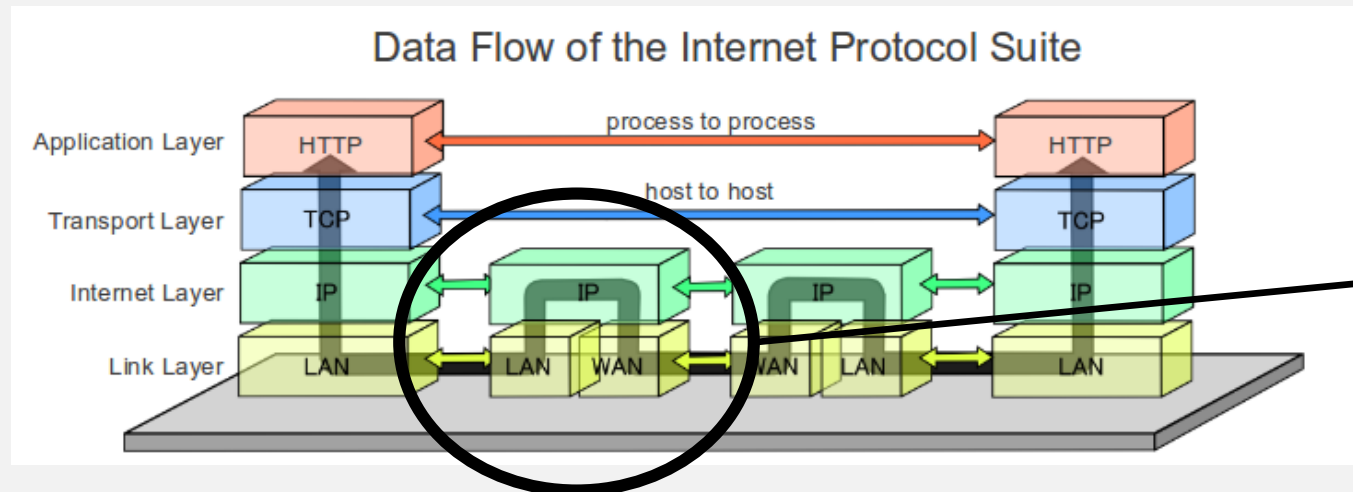 Data Flow of the Internet Protocol Suite
Application Layer HTTP process to process HTTP
Transport Layer TCP host to host TCP
Internet Layer IP IP IP IP
Link Layer LAN LAN WAN WAN LAN LAN